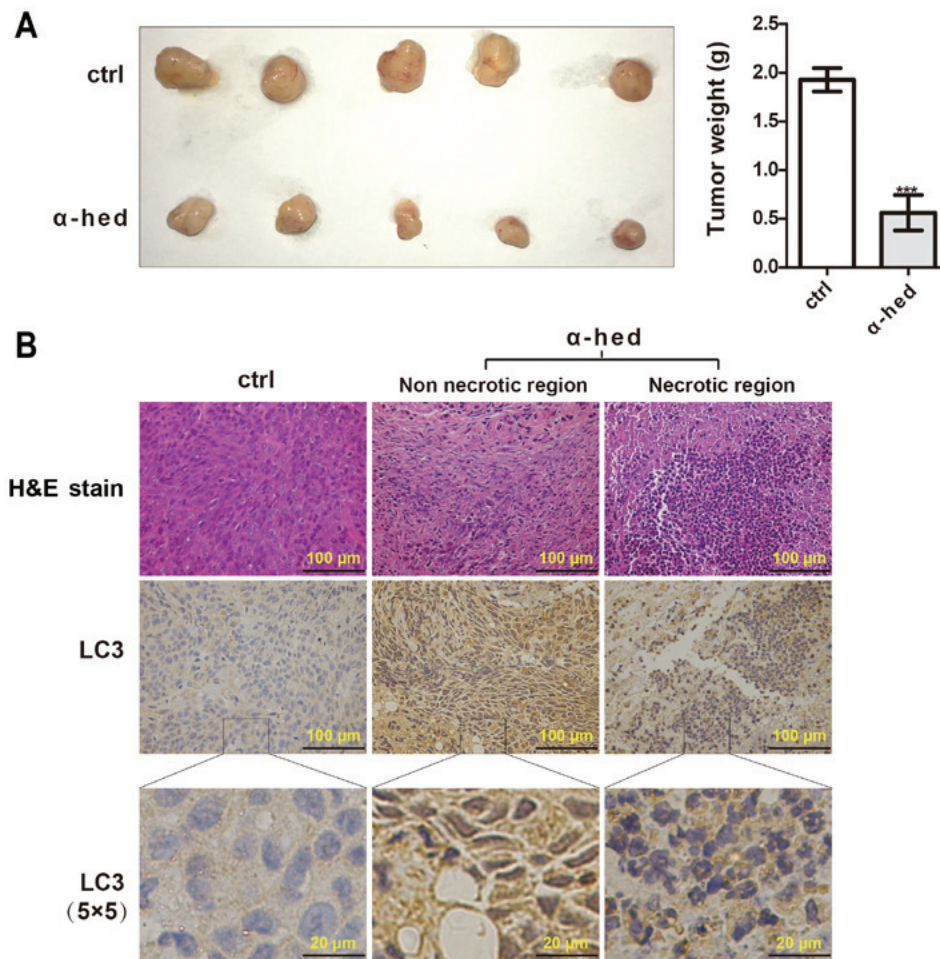 A
ctrl
α-hed
Tumor weight (g)
2.5
2.0
1.5
1.0
0.5
0.0
***
ctrl
α-hed
B
α-hed
ctrl
Non necrotic region
Necrotic region
H&E stain
100 µm
100 µm
100 µm
LC3
100 µm
100 µm
100 µm
LC3
(5×5)
20 µm
20 µm
20 µm